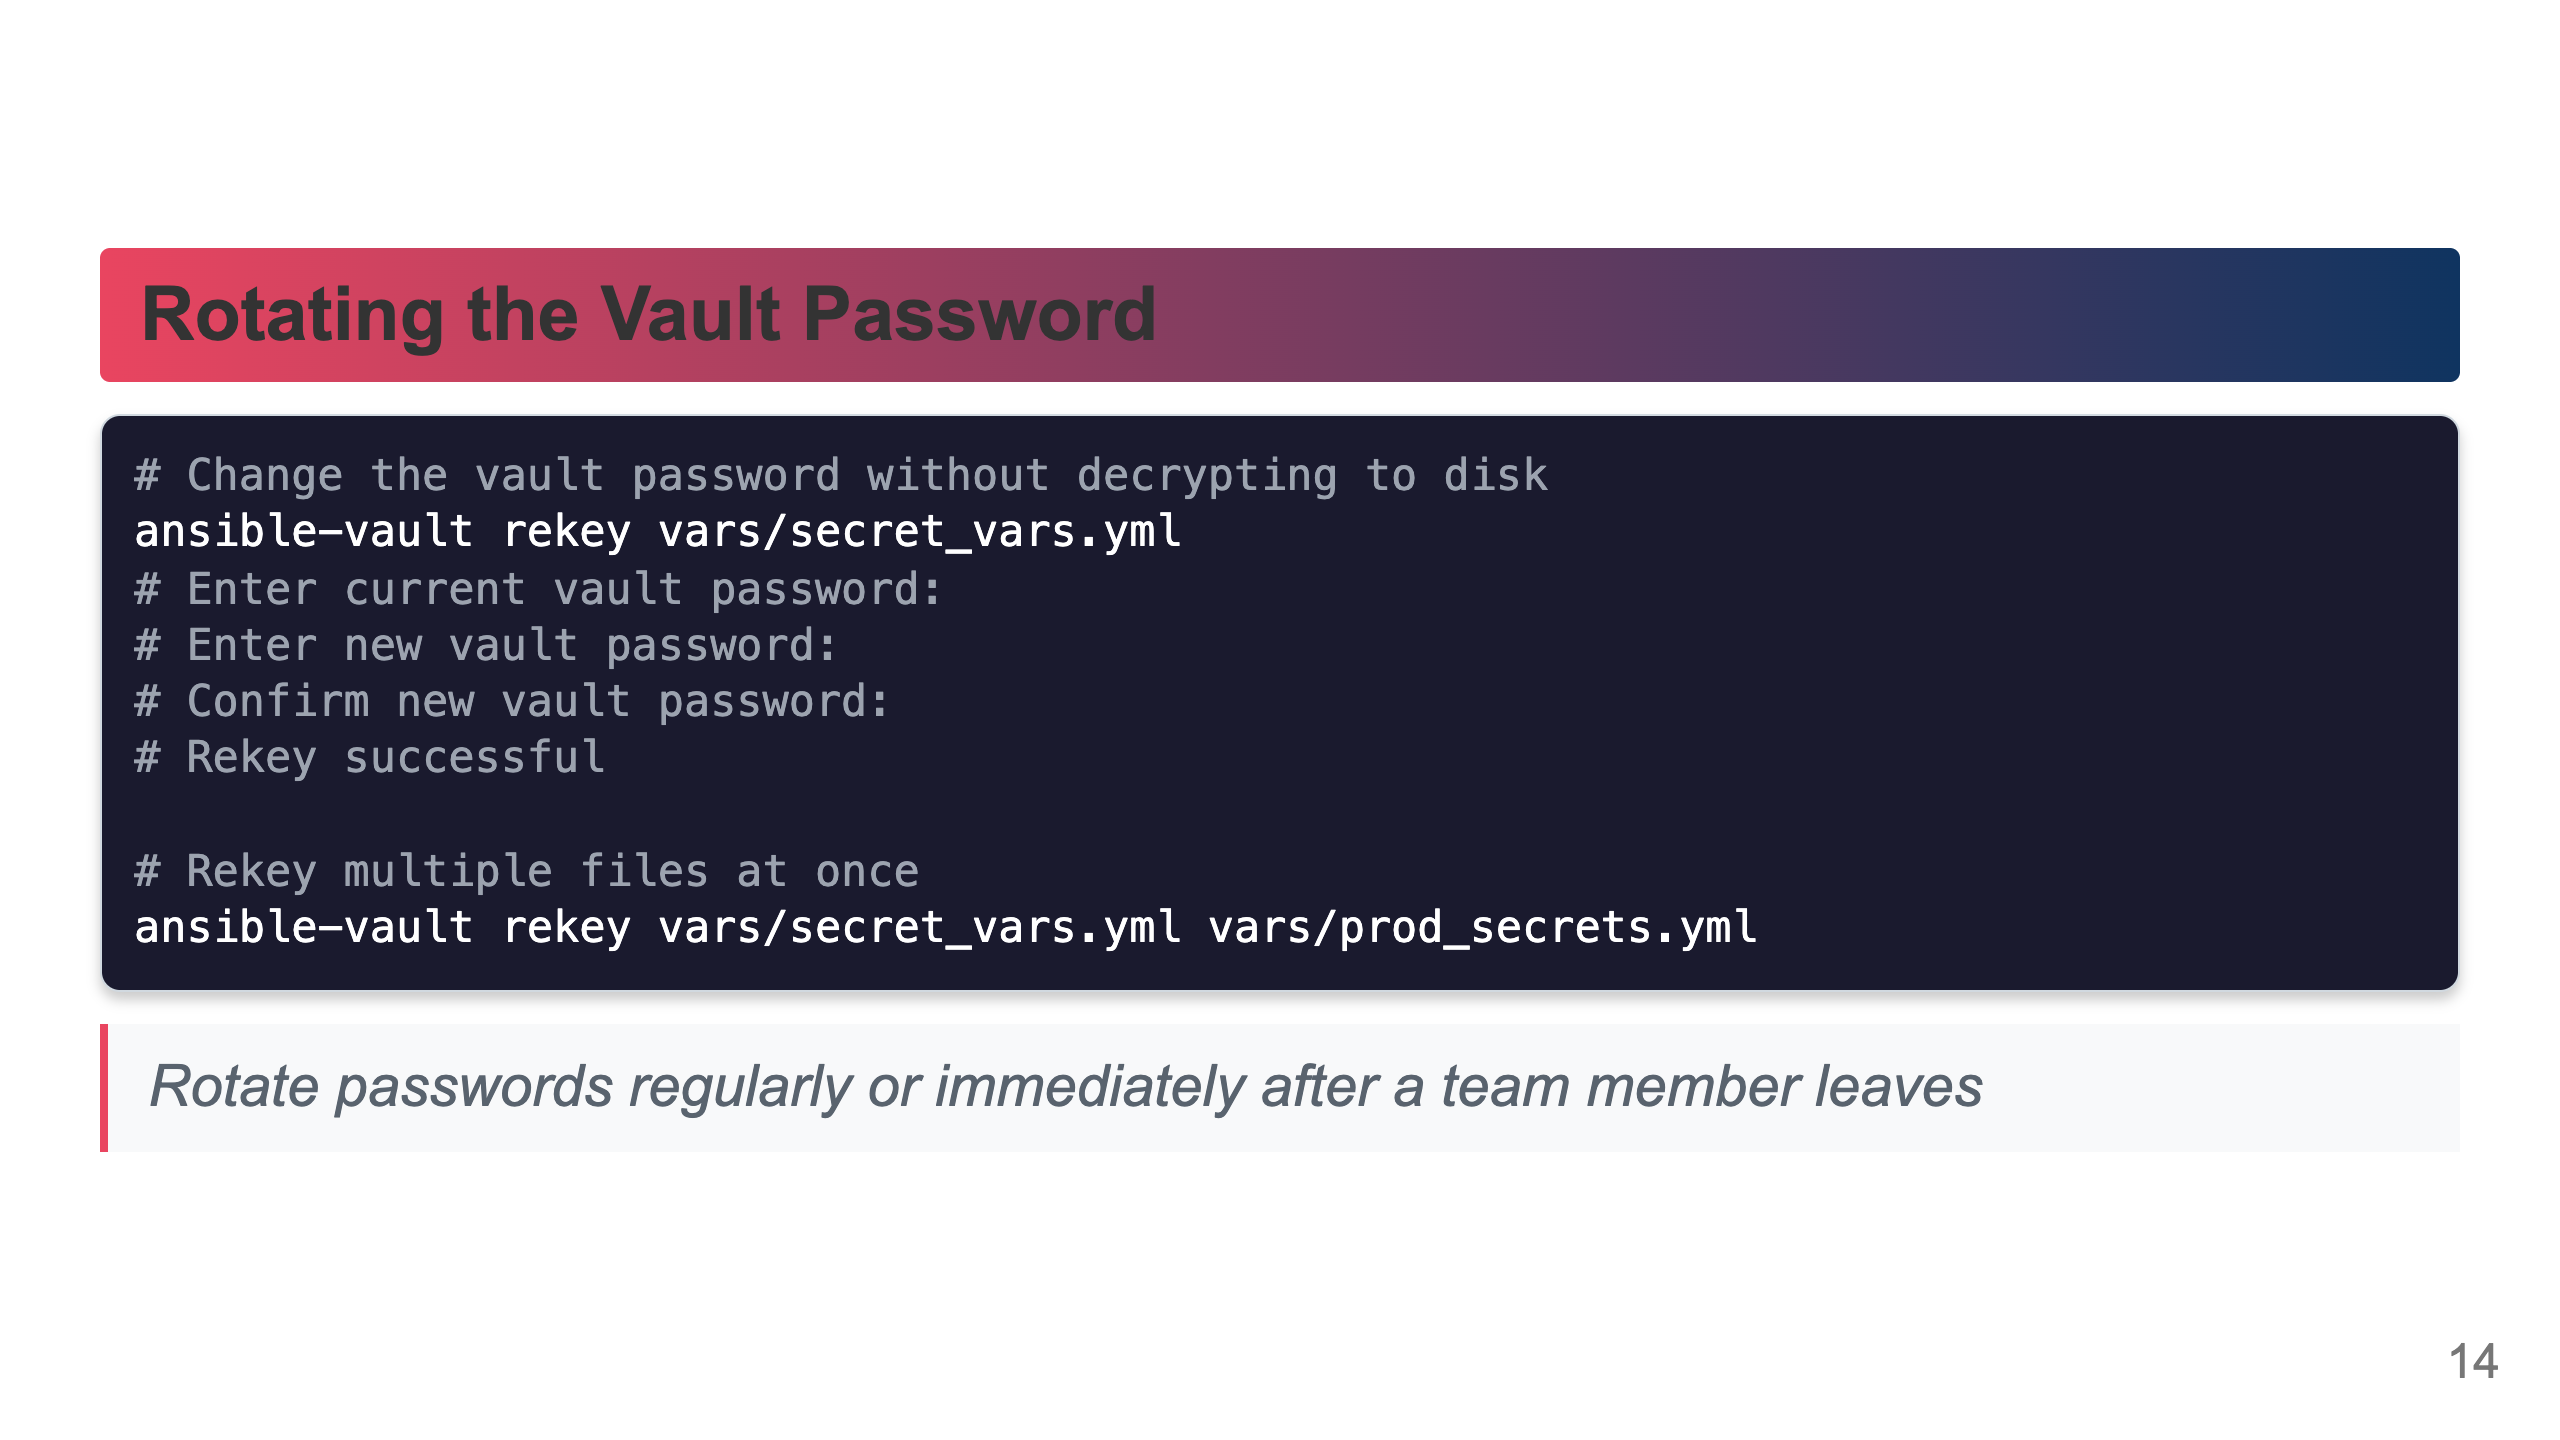 Rotating the Vault Password
# Change the vault password without decrypting to disk
ansible-vault rekey vars/secret_vars.yml
# Enter current vault password:
# Enter new vault password:
# Confirm new vault password:
# Rekey successful
# Rekey multiple files at once
ansible-vault rekey vars/secret_vars.yml vars/prod_secrets.yml
Rotate passwords regularly or immediately after a team member leaves
14